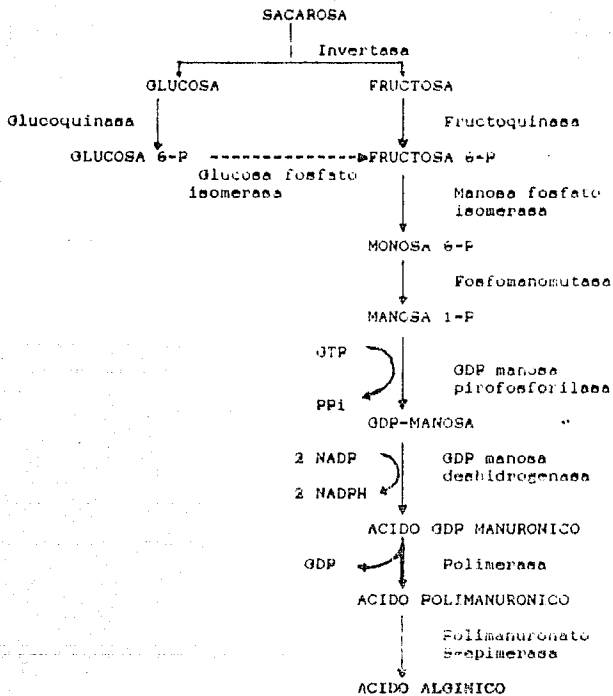 SACAROSA
Invertasa
GLUCOSA FRUCTOSA
Glucoquinasa Fructoquinasa
GLUCOSA 6-P FRUCTOSA 6-P
Glucosa fosfato
isomerasa
Manosa fosfato
isomerasa
MONOSA 6-P
Fosfomanomutasa
MANOSA 1-P
GTP
GDP manosa
pirofosforilasa
PPi
GDP-MANOSA
2 NADP
GDP manosa
deshidrogenasa
2 NADPH
ACIDO GDP MANURONICO
GDP Polimerasa
ACIDO POLIMANURONICO
Polimanuronato
5-epimerasa
ACIDO ALGINICO